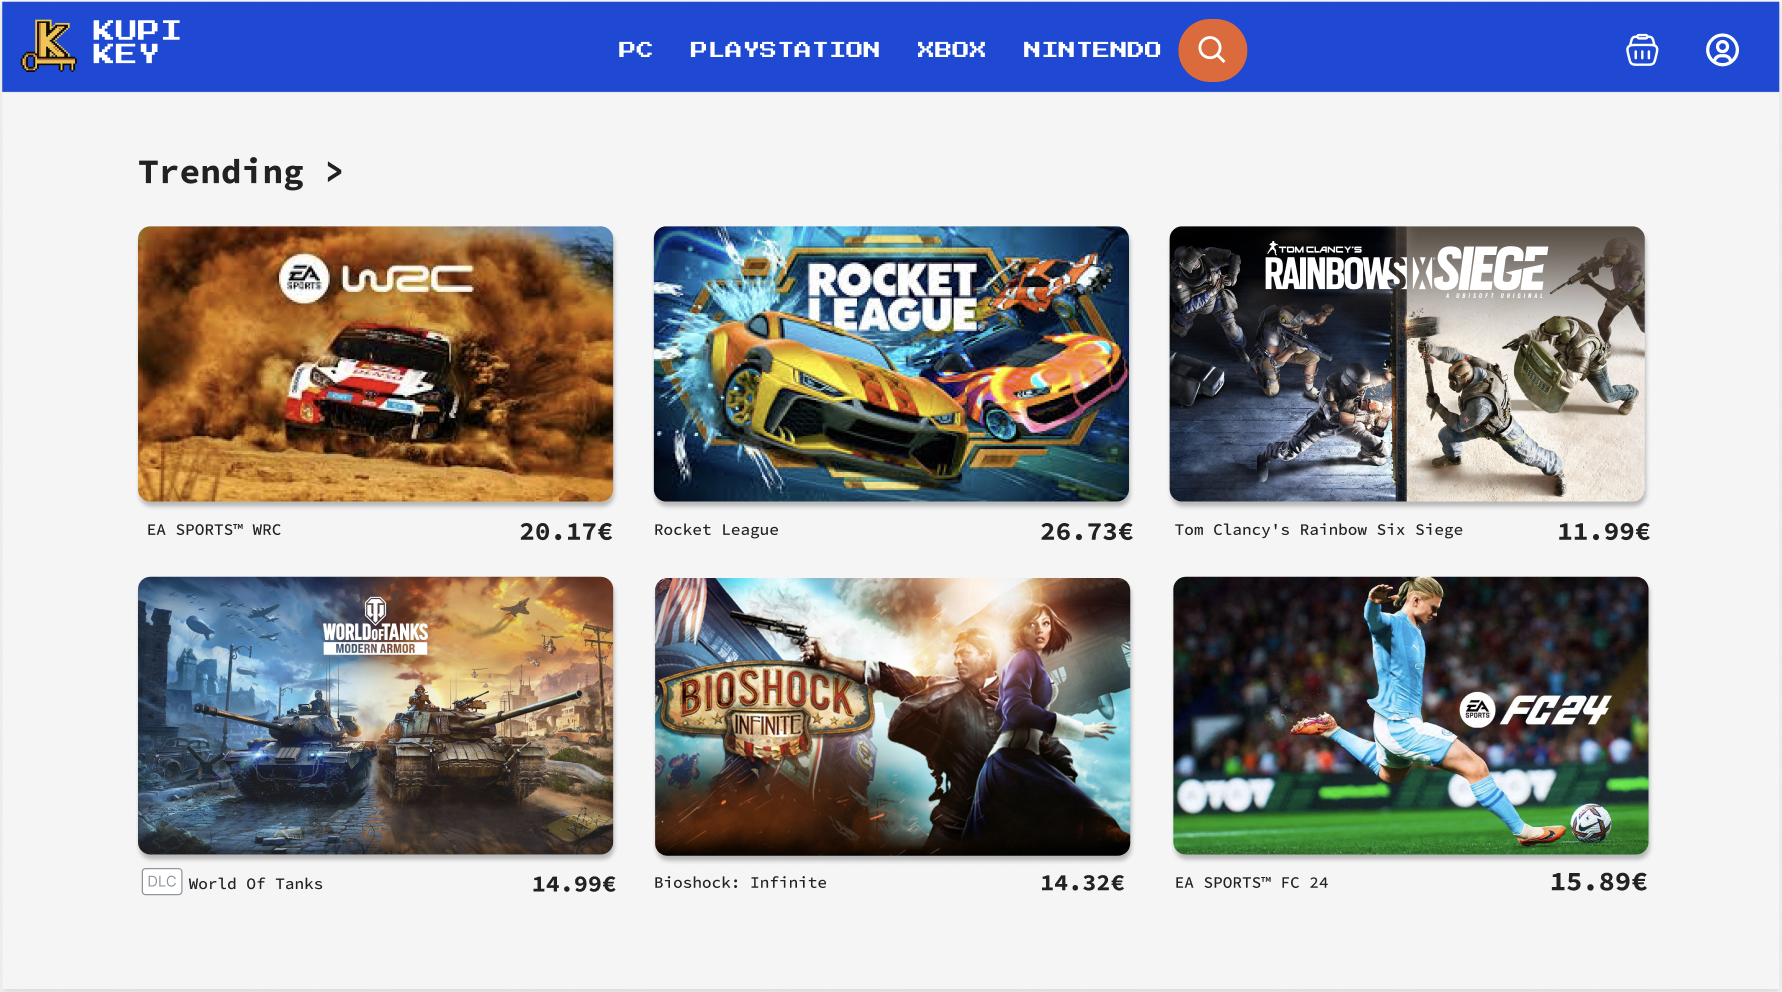 KUPI
KEY
PC PLAYSTATION XBOX NINTENDO
Trending >
EA
SPORTS
WRC
ROCKET
LEAGUE
TOM CLANCY'S
RAINBOWSIX SIEGE
A UBISOFT ORIGINAL
EA SPORTS™ WRC
20.17€
Rocket League
26.73€
Tom Clancy's Rainbow Six Siege
11.99€
WORLD OF TANKS
MODERN ARMOR
BIOSHOCK
INFINITE
EA
SPORTS
FC24
DLC
World Of Tanks
14.99€
Bioshock: Infinite
14.32€
EA SPORTS™ FC 24
15.89€